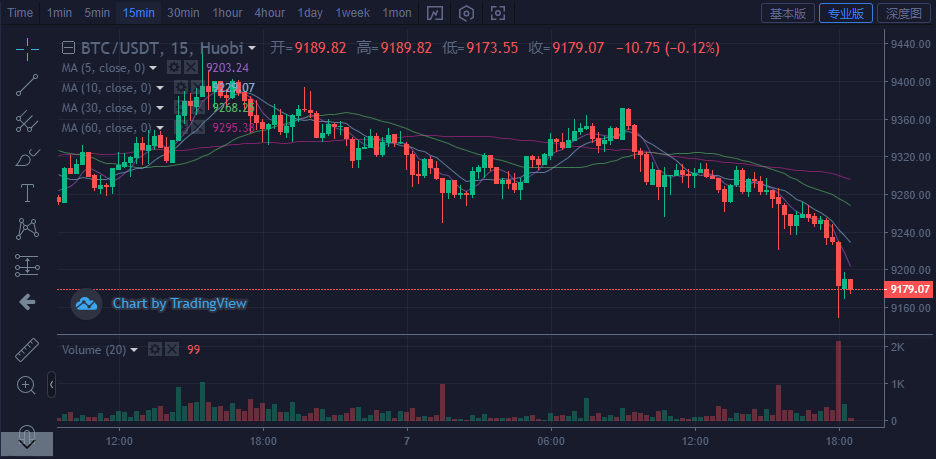 Time 1min 5min 15min 30min 1hour 4hour 1day 1week 1mon 基本版 专业版 深度图
BTC/USDT, 15, Huobi 开=9189.82 高=9189.82 低=9173.55 收=9179.07 −10.75 (−0.12%)
MA (5, close, 0) 9203.24
MA (10, close, 0) 9229.07
MA (30, close, 0) 9268.25
MA (60, close, 0)
9440.00
9400.00
9360.00
9320.00
9280.00
9240.00
9200.00
9179.07
9160.00
Chart by TradingView
Volume (20) 99
2K
1K
0
12:00 18:00 7 06:00 12:00 18:00